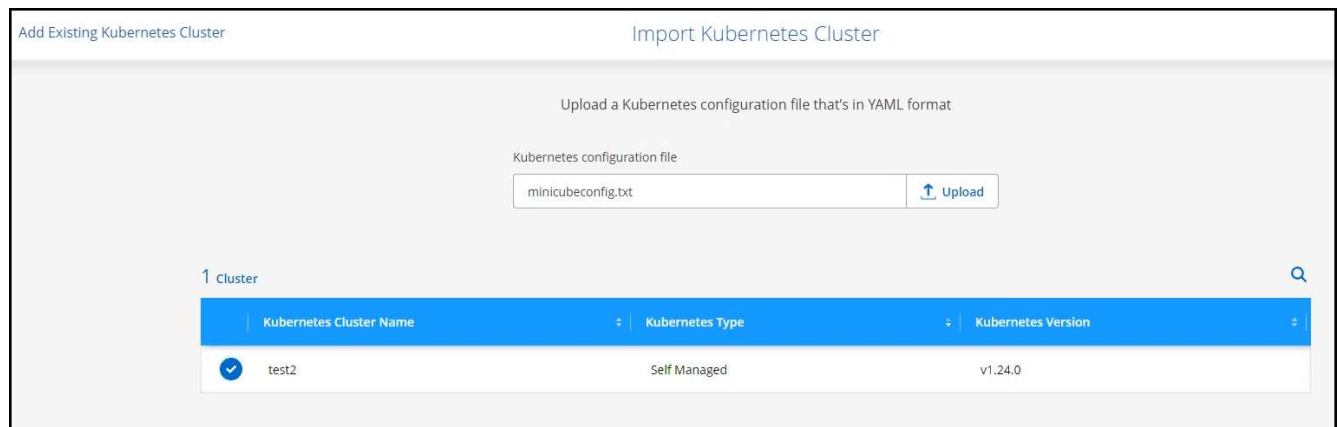 Add Existing Kubernetes Cluster
Import Kubernetes Cluster
Upload a Kubernetes configuration file that's in YAML format
Kubernetes configuration file
minicubeconfig.txt
Upload
1 Cluster
Kubernetes Cluster Name Kubernetes Type Kubernetes Version
test2 Self Managed v1.24.0